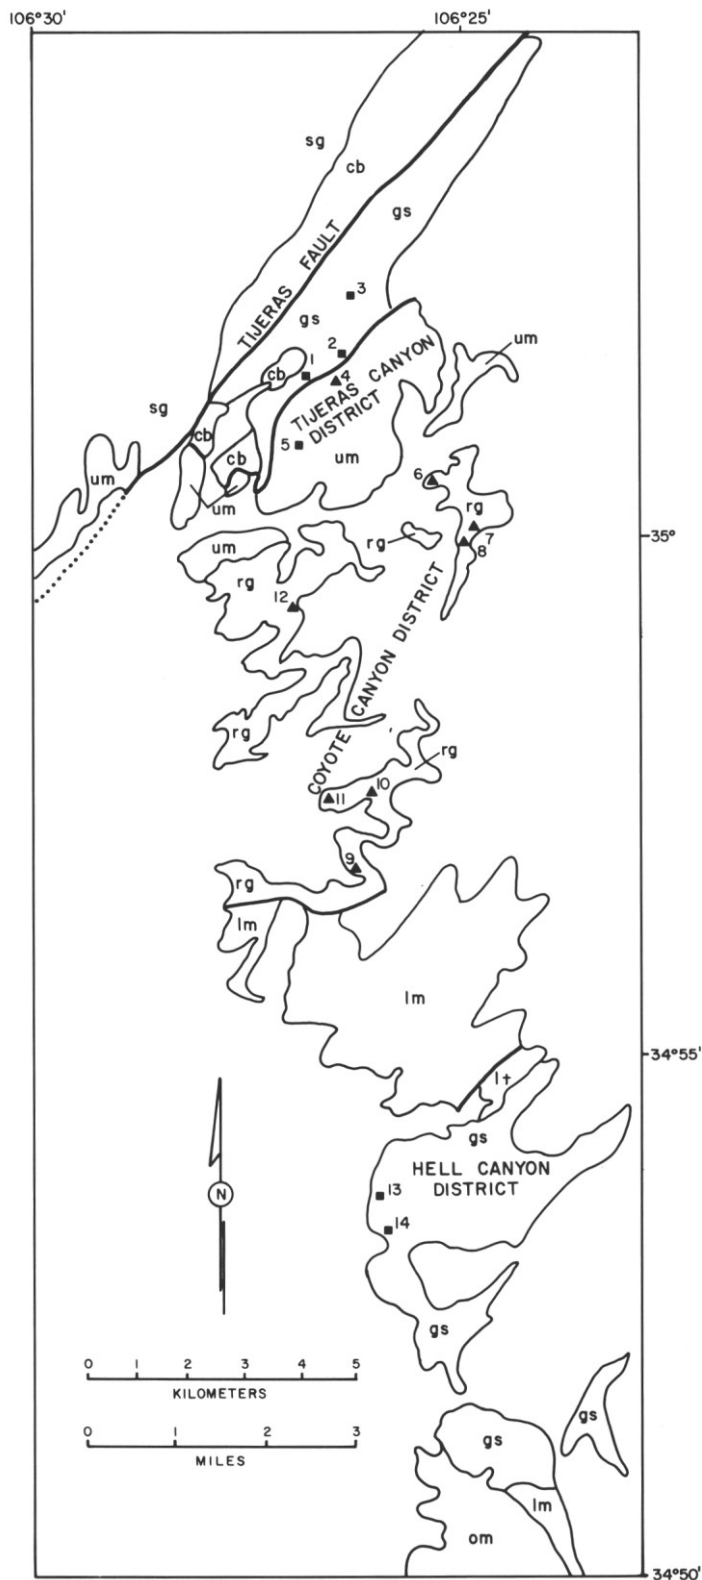 106°30'
106°25'
sg
cb
gs
TIJERAS FAULT
3
gs
2
um
1
cb
4
TIJERAS CANYON
DISTRICT
sg
cb
5
cb
um
um
6
um
rg
7
um
rg
8
35°
rg
12
COYOTE CANYON DISTRICT
rg
rg
11
10
9
rg
lm
lm
34°55'
lt
gs
HELL CANYON
DISTRICT
13
N
14
gs
0 1 2 3 4 5
KILOMETERS
gs
gs
0 1 2 3
MILES
lm
om
34°50'